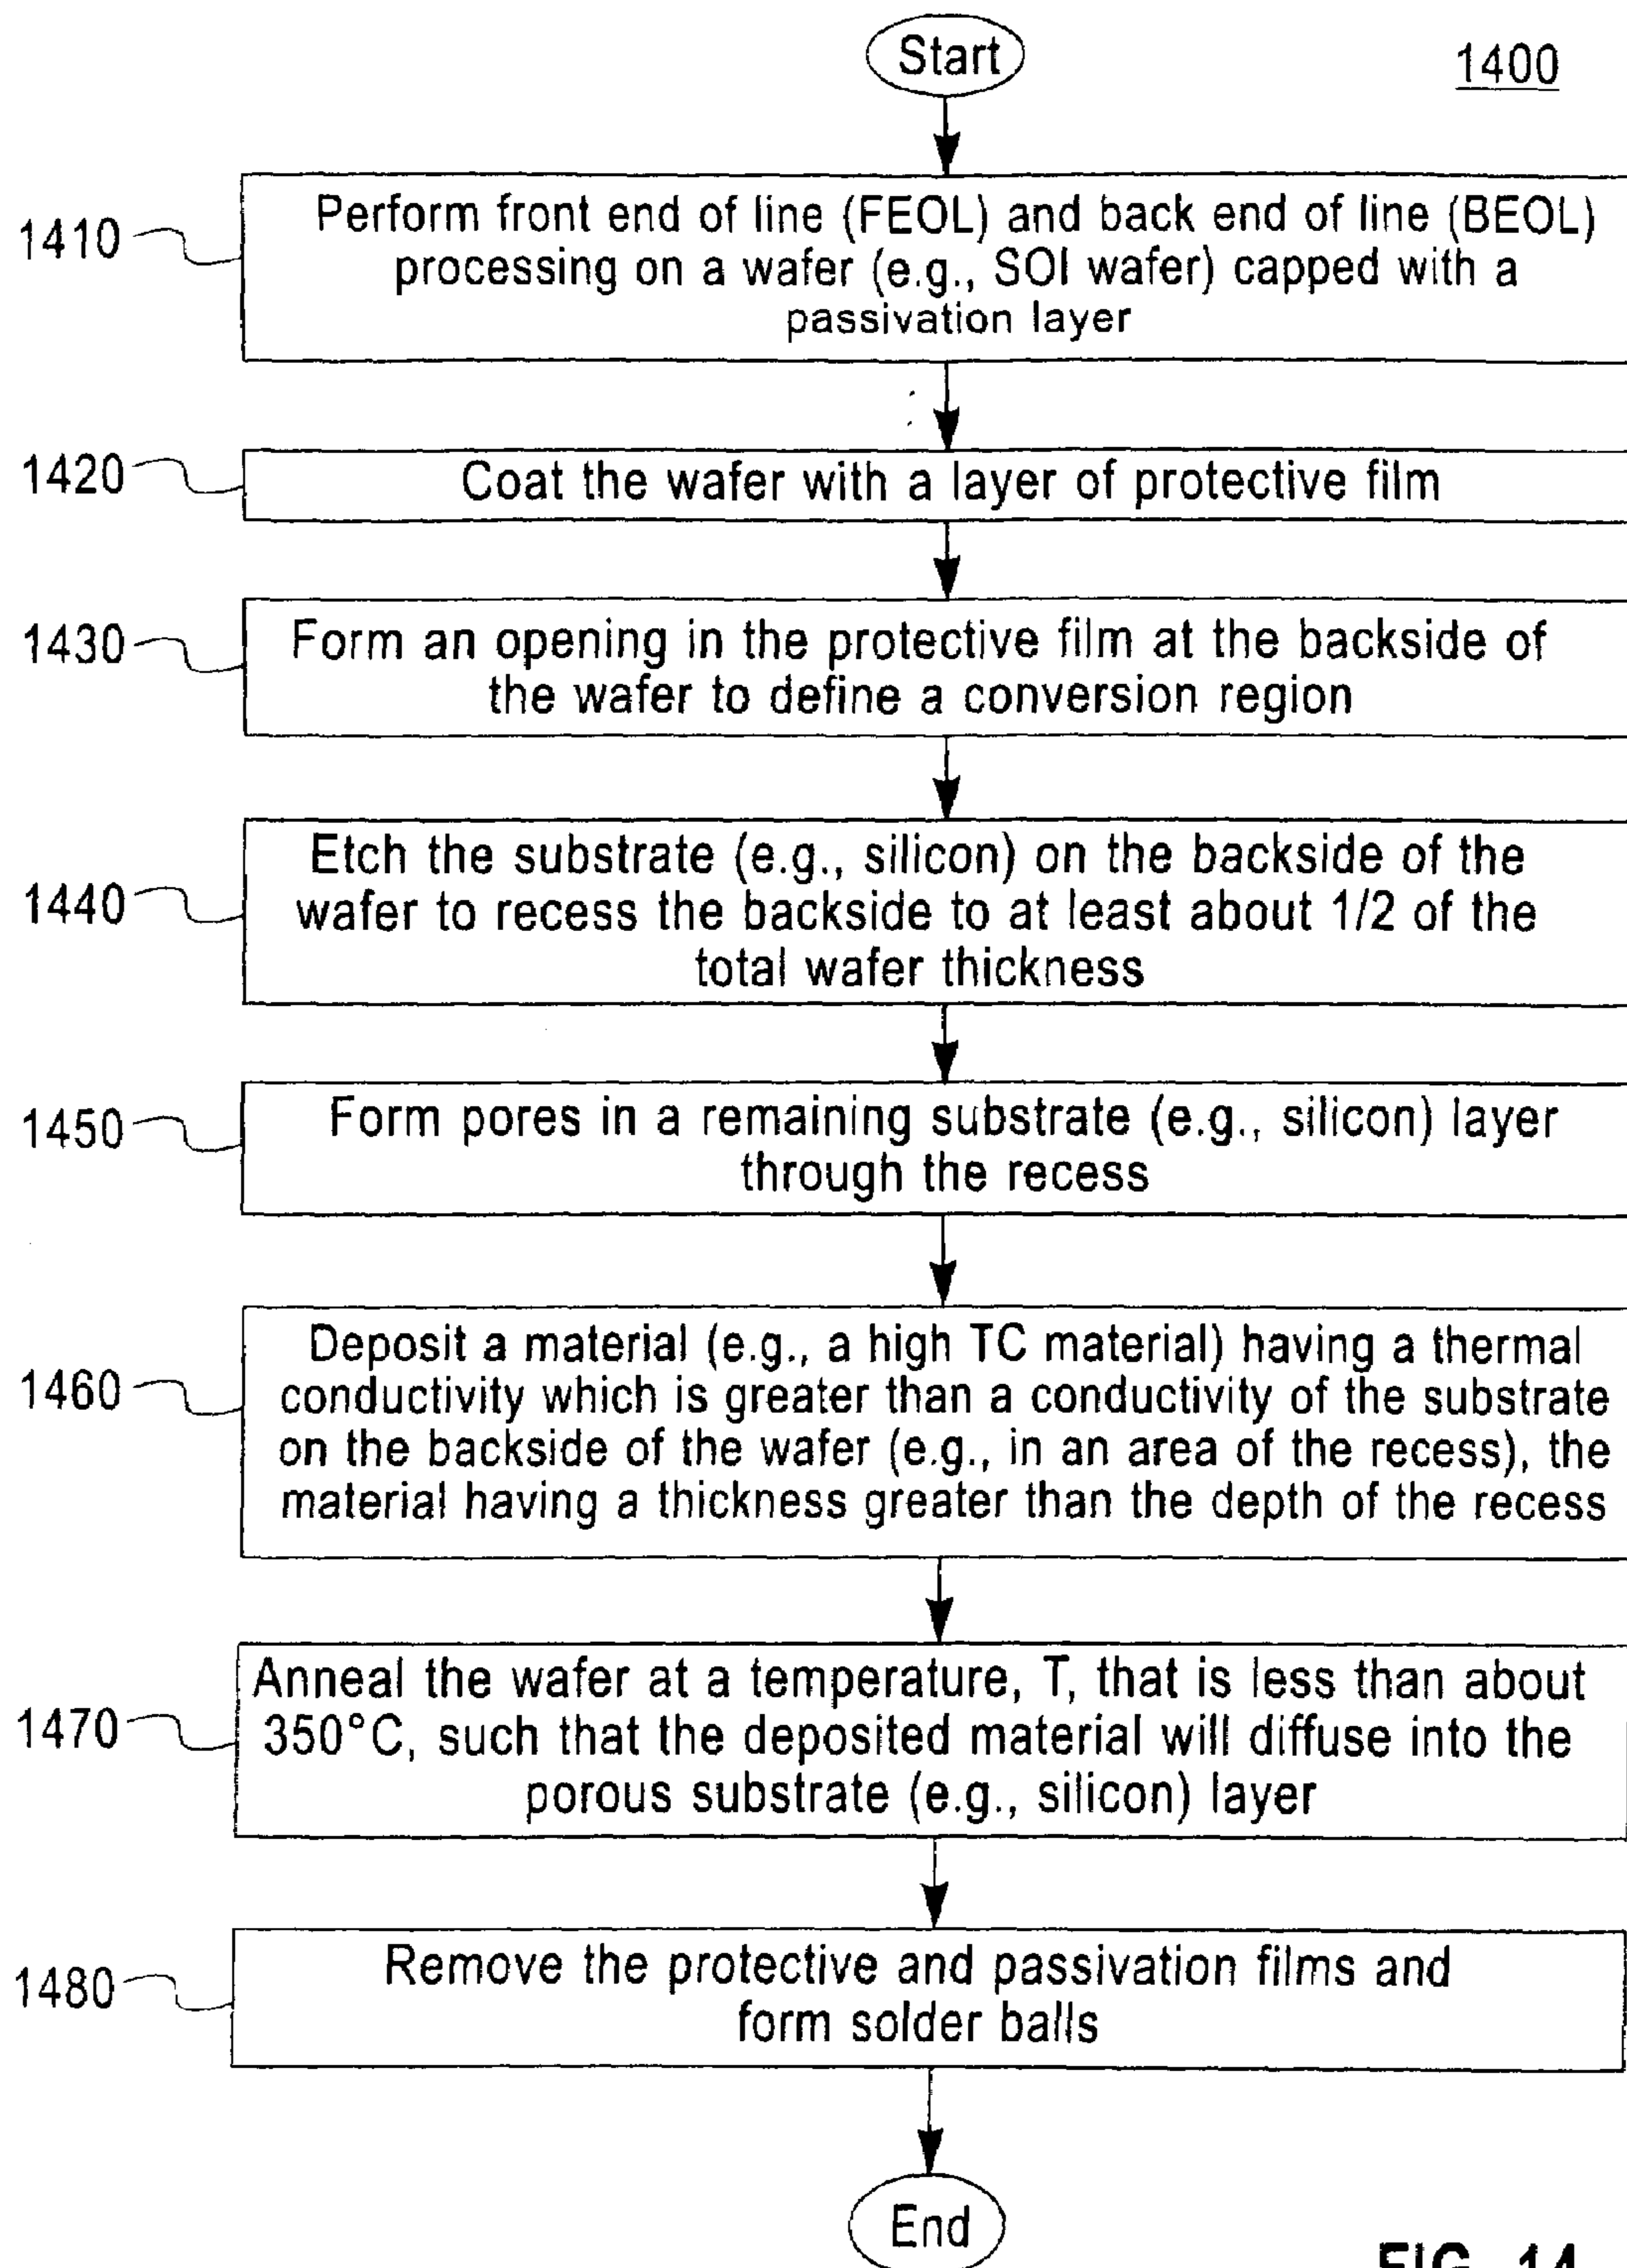 Start
1400
1410
Perform front end of line (FEOL) and back end of line (BEOL)
processing on a wafer (e.g., SOI wafer) capped with a
passivation layer
1420
Coat the wafer with a layer of protective film
1430
Form an opening in the protective film at the backside of
the wafer to define a conversion region
1440
Etch the substrate (e.g., silicon) on the backside of the
wafer to recess the backside to at least about 1/2 of the
total wafer thickness
1450
Form pores in a remaining substrate (e.g., silicon) layer
through the recess
1460
Deposit a material (e.g., a high TC material) having a thermal
conductivity which is greater than a conductivity of the substrate
on the backside of the wafer (e.g., in an area of the recess), the
material having a thickness greater than the depth of the recess
1470
Anneal the wafer at a temperature, T, that is less than about
350°C, such that the deposited material will diffuse into the
porous substrate (e.g., silicon) layer
1480
Remove the protective and passivation films and
form solder balls
End
FIG. 14